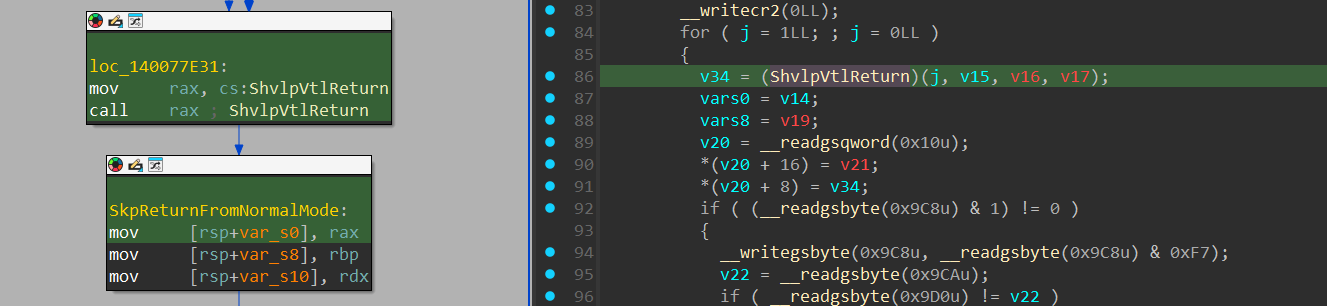 loc_140077E31:
mov rax, cs:ShvlpVtlReturn
call rax ; ShvlpVtlReturn
SkpReturnFromNormalMode:
mov [rsp+var_s0], rax
mov [rsp+var_s8], rbp
mov [rsp+var_s10], rdx
83 __writecr2(0LL);
84 for ( j = 1LL; ; j = 0LL )
85 {
86 v34 = (ShvlpVtlReturn)(j, v15, v16, v17);
87 vars0 = v14;
88 vars8 = v19;
89 v20 = __readgsqword(0x10u);
90 *(v20 + 16) = v21;
91 *(v20 + 8) = v34;
92 if ( (__readgsbyte(0x9C8u) & 1) != 0 )
93 {
94 __writegsbyte(0x9C8u, __readgsbyte(0x9C8u) & 0xF7);
95 v22 = __readgsbyte(0x9CAu);
96 if ( __readgsbyte(0x9D0u) != v22 )